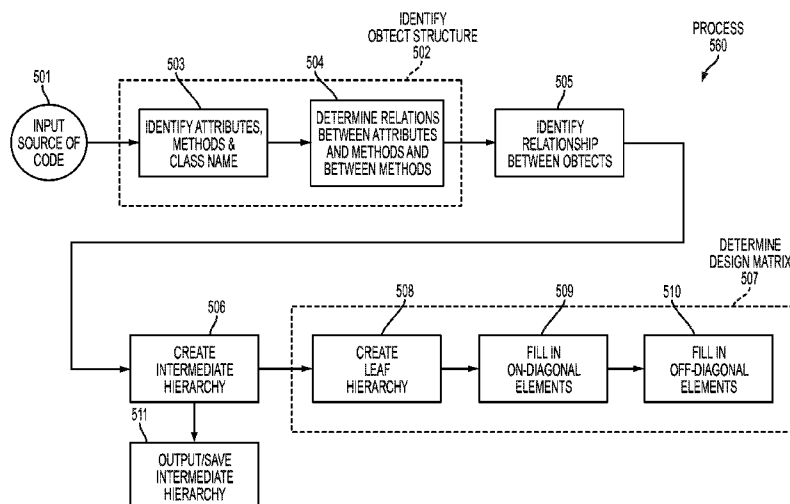 IDENTIFY
OBTECT STRUCTURE
502
PROCESS
560
501
INPUT
SOURCE OF
CODE
503
IDENTIFY ATTRIBUTES,
METHODS &
CLASS NAME
504
DETERMINE RELATIONS
BETWEEN ATTRIBUTES
AND METHODS AND
BETWEEN METHODS
505
IDENTIFY
RELATIONSHIP
BETWEEN OBTECTS
DETERMINE
DESIGN MATRIX
507
506
CREATE
INTERMEDIATE
HIERARCHY
508
CREATE
LEAF
HIERARCHY
509
FILL IN
ON-DIAGONAL
ELEMENTS
510
FILL IN
OFF-DIAGONAL
ELEMENTS
511
OUTPUT/SAVE
INTERMEDIATE
HIERARCHY